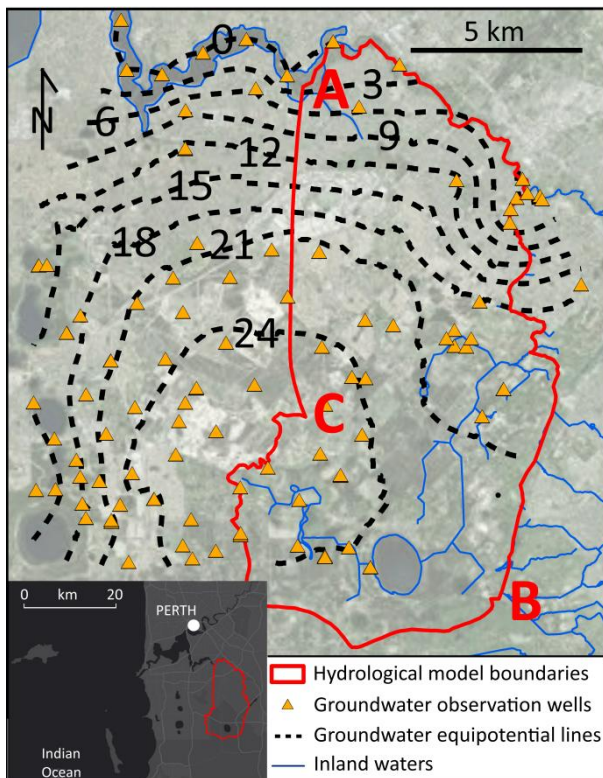 0
5 km
A
3
N
6
9
12
15
18
21
24
C
B
0 km 20
PERTH
Indian
Ocean
Hydrological model boundaries
Groundwater observation wells
Groundwater equipotential lines
Inland waters